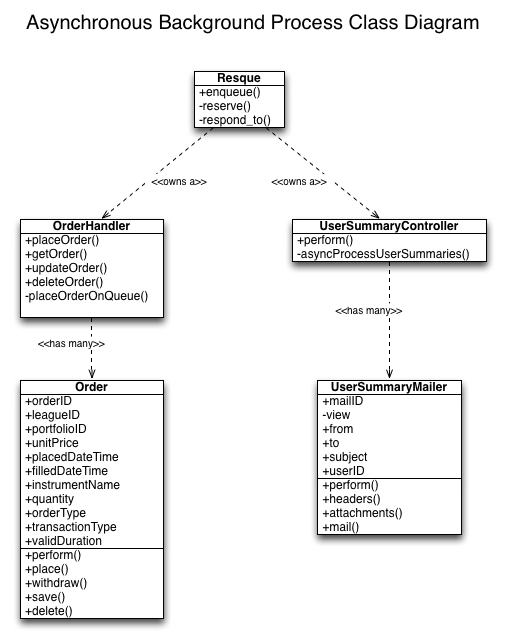 Asynchronous Background Process Class Diagram
Resque
+enqueue()
-reserve()
-respond_to()
<<owns a>>
<<owns a>>
OrderHandler
+placeOrder()
+getOrder()
+updateOrder()
+deleteOrder()
-placeOrderOnQueue()
UserSummaryController
+perform()
-asyncProcessUserSummaries()
<<has many>>
<<has many>>
Order
+orderID
+leagueID
+portfolioID
+unitPrice
+placedDateTime
+filledDateTime
+instrumentName
+quantity
+orderType
+transactionType
+validDuration
+perform()
+place()
+withdraw()
+save()
+delete()
UserSummaryMailer
+mailID
-view
+from
+to
+subject
+userID
+perform()
+headers()
+attachments()
+mail()